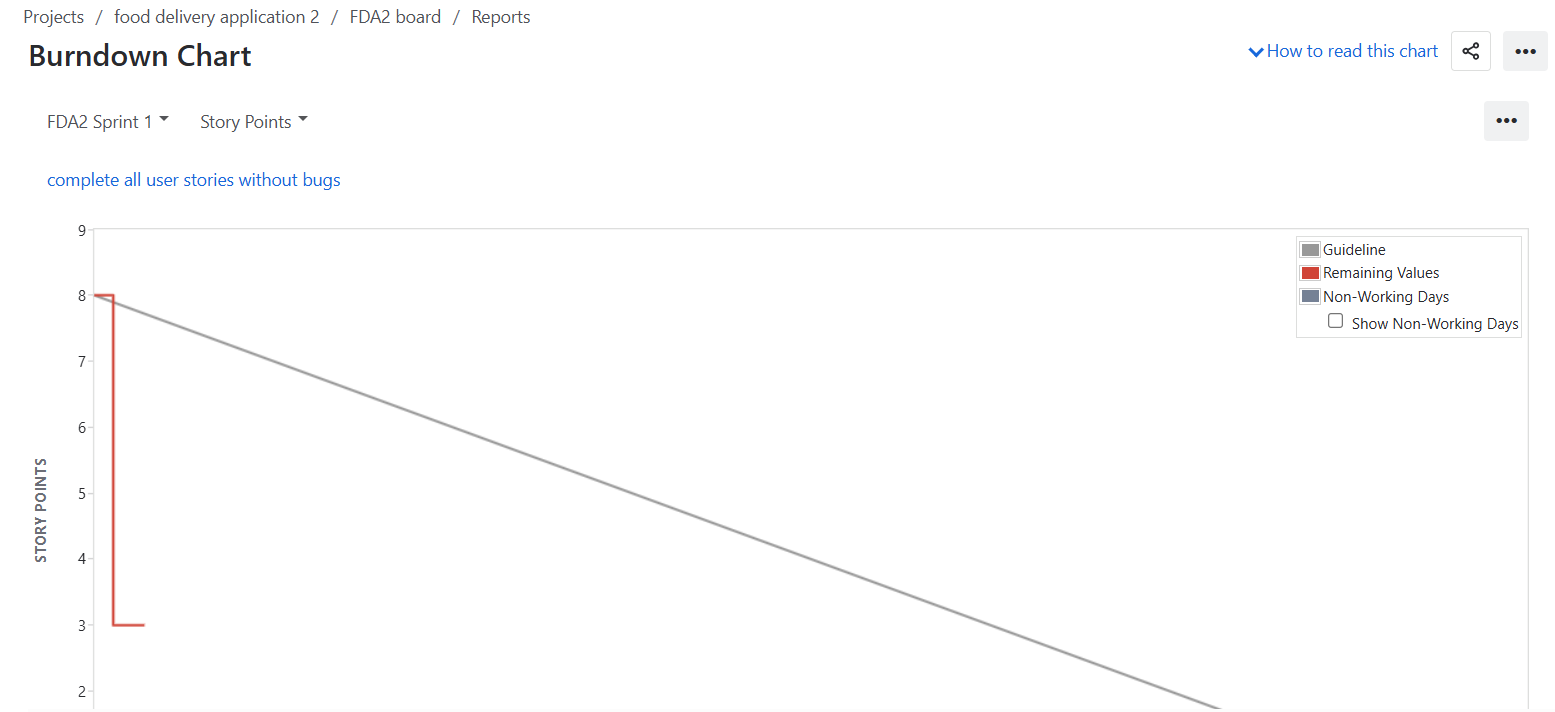 Projects / food delivery application 2 / FDA2 board / Reports
Burndown Chart
How to read this chart
FDA2 Sprint 1
Story Points
complete all user stories without bugs
9
8
7
6
5
4
3
2
STORY POINTS
Guideline
Remaining Values
Non-Working Days
Show Non-Working Days